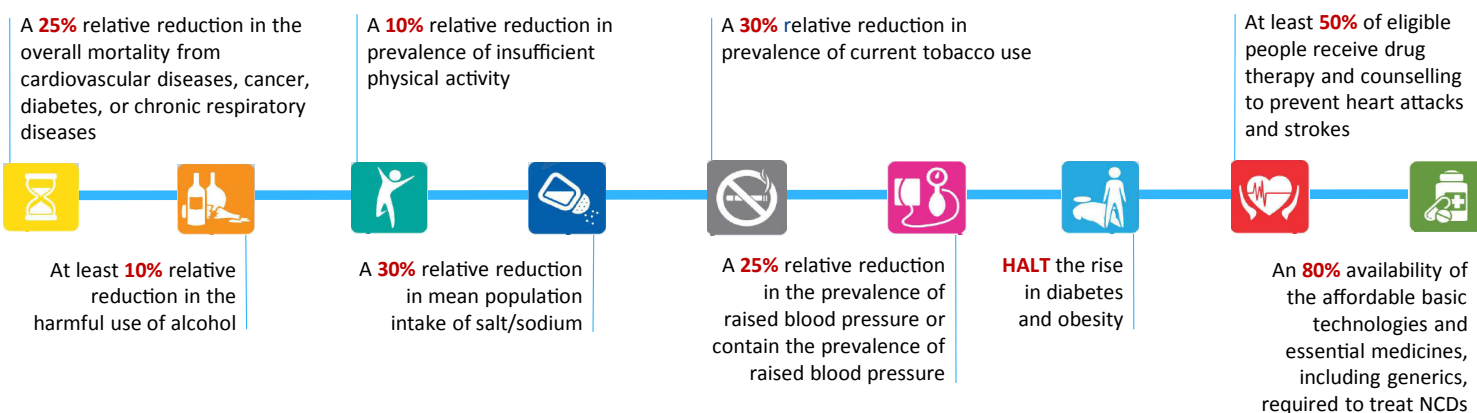 A 25% relative reduction in the
overall mortality from
cardiovascular diseases, cancer,
diabetes, or chronic respiratory
diseases
At least 10% relative
reduction in the
harmful use of alcohol
A 10% relative reduction in
prevalence of insufficient
physical activity
A 30% relative reduction
in mean population
intake of salt/sodium
A 30% relative reduction in
prevalence of current tobacco use
A 25% relative reduction
in the prevalence of
raised blood pressure or
contain the prevalence of
raised blood pressure
HALT the rise
in diabetes
and obesity
At least 50% of eligible
people receive drug
therapy and counselling
to prevent heart attacks
and strokes
An 80% availability of
the affordable basic
technologies and
essential medicines,
including generics,
required to treat NCDs